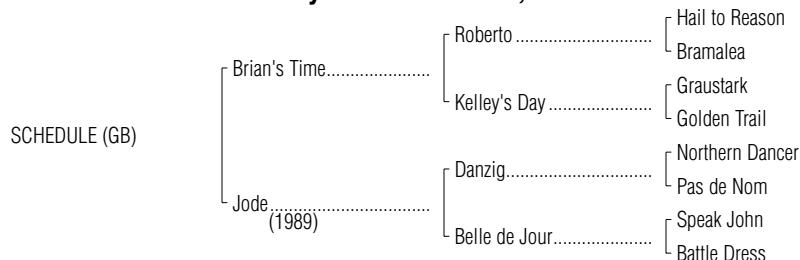 Hail to Reason
Roberto ....................
Bramalea
Brian's Time......................
Graustark
Kelley's Day ....................
Golden Trail
SCHEDULE (GB)
Northern Dancer
Danzig.......................
Pas de Nom
Jode..................................
(1989)
Speak John
Belle de Jour...................
Battle Dress